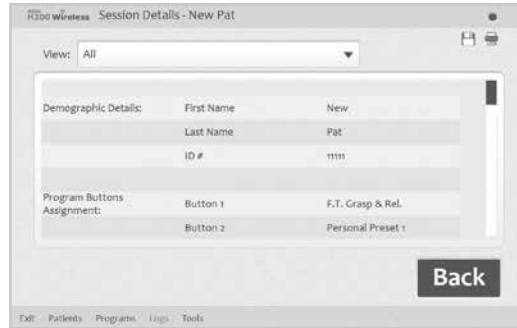 H200 Wireless Session Details - New Pat
View: All
Demographic Details: First Name New
Last Name Pat
ID # 11111
Program Buttons
Assignment: Button 1 F.T. Grasp & Rel.
Button 2 Personal Preset 1
Back
Exit Patients Programs Logs Tools